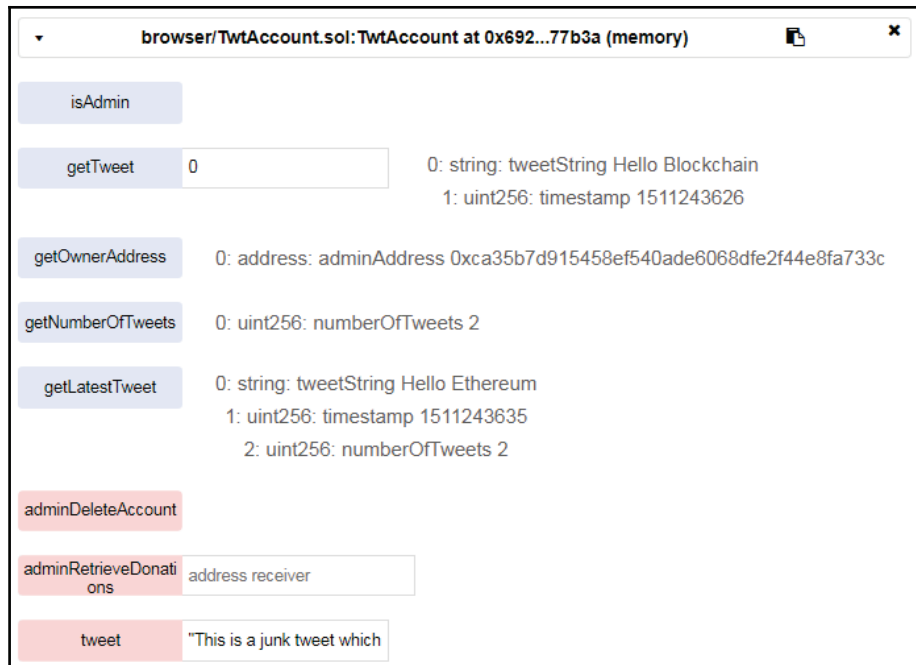 browser/TwtAccount.sol:TwtAccount at 0x692...77b3a (memory)
isAdmin
getTweet 0 0: string: tweetString Hello Blockchain
1: uint256: timestamp 1511243626
getOwnerAddress 0: address: adminAddress 0xca35b7d915458ef540ade6068dfe2f44e8fa733c
getNumberOfTweets 0: uint256: numberOfTweets 2
getLatestTweet 0: string: tweetString Hello Ethereum
1: uint256: timestamp 1511243635
2: uint256: numberOfTweets 2
adminDeleteAccount
adminRetrieveDonati
ons
address receiver
tweet "This is a junk tweet which